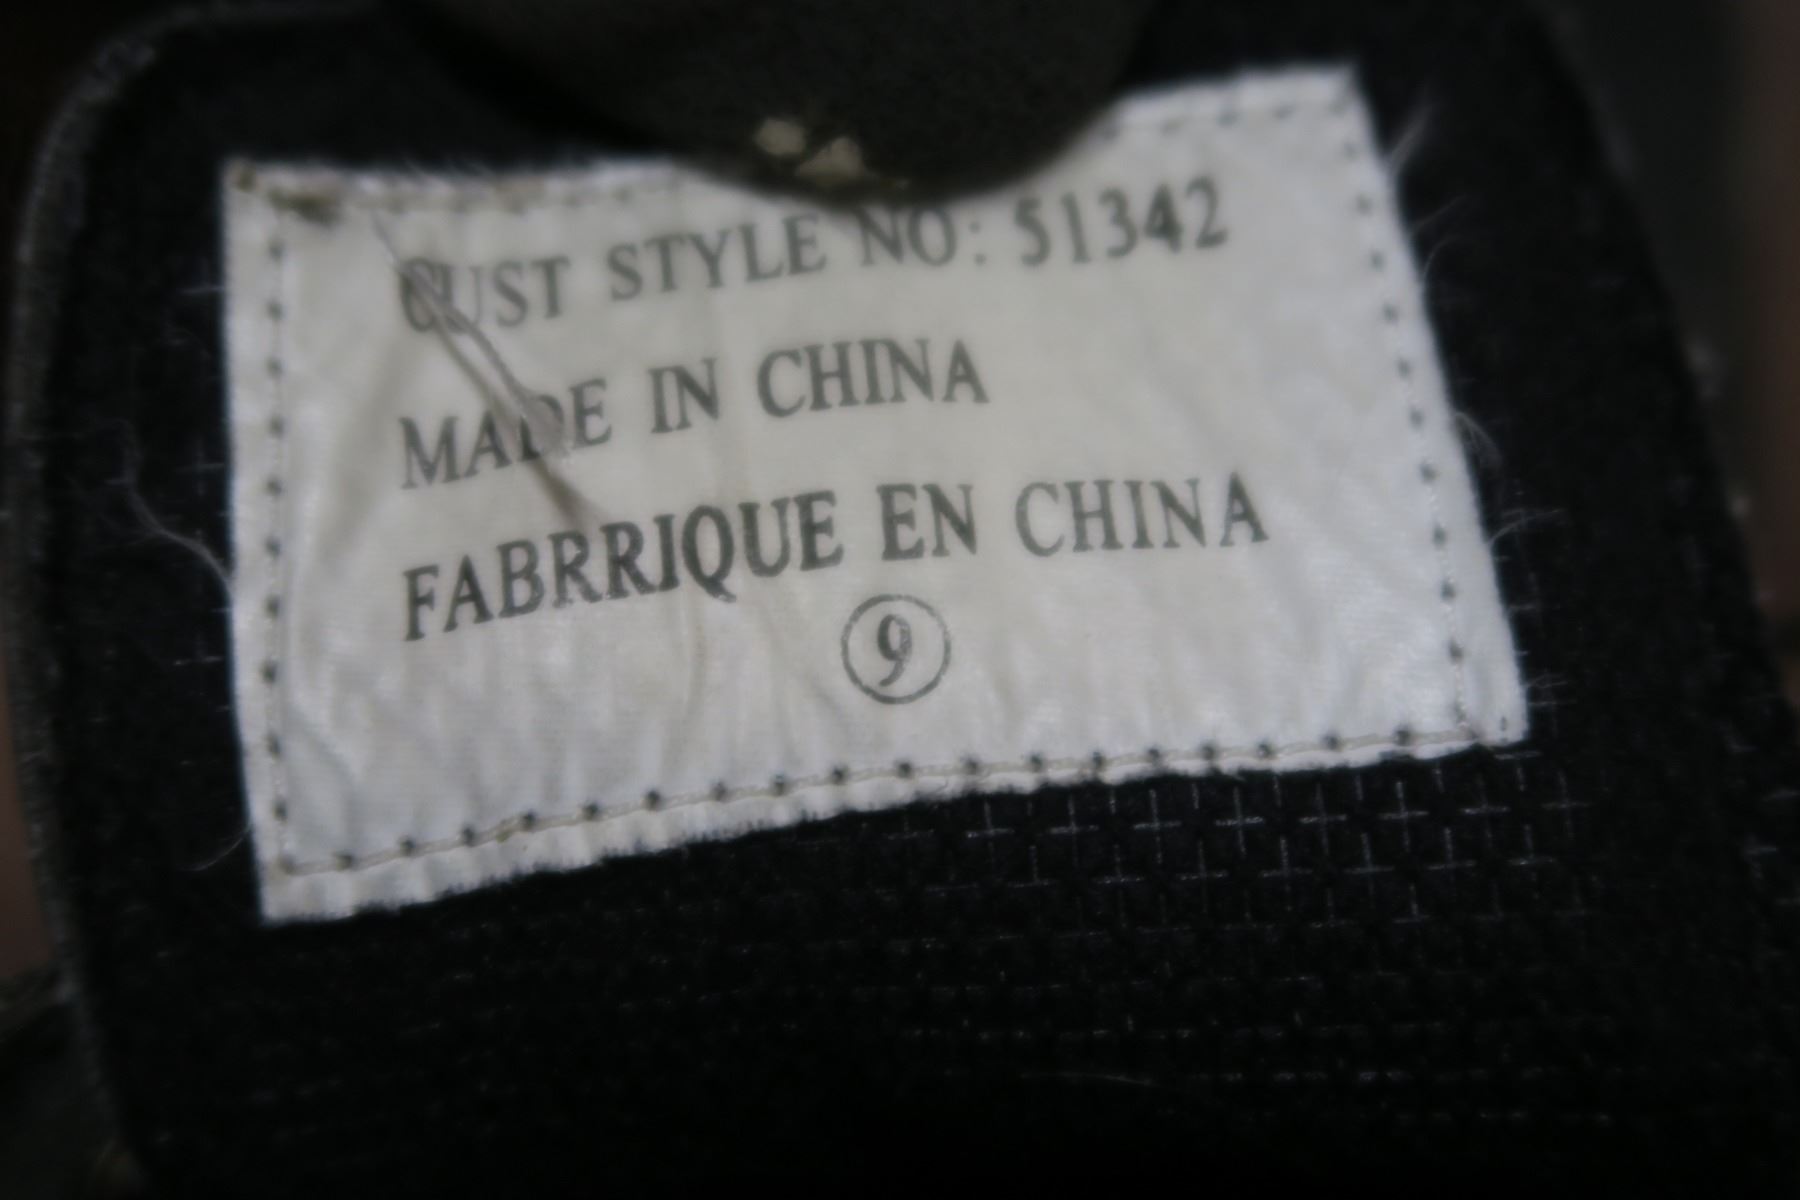 CUST STYLE NO: 51342
MADE IN CHINA
FABRRIQUE EN CHINA
9